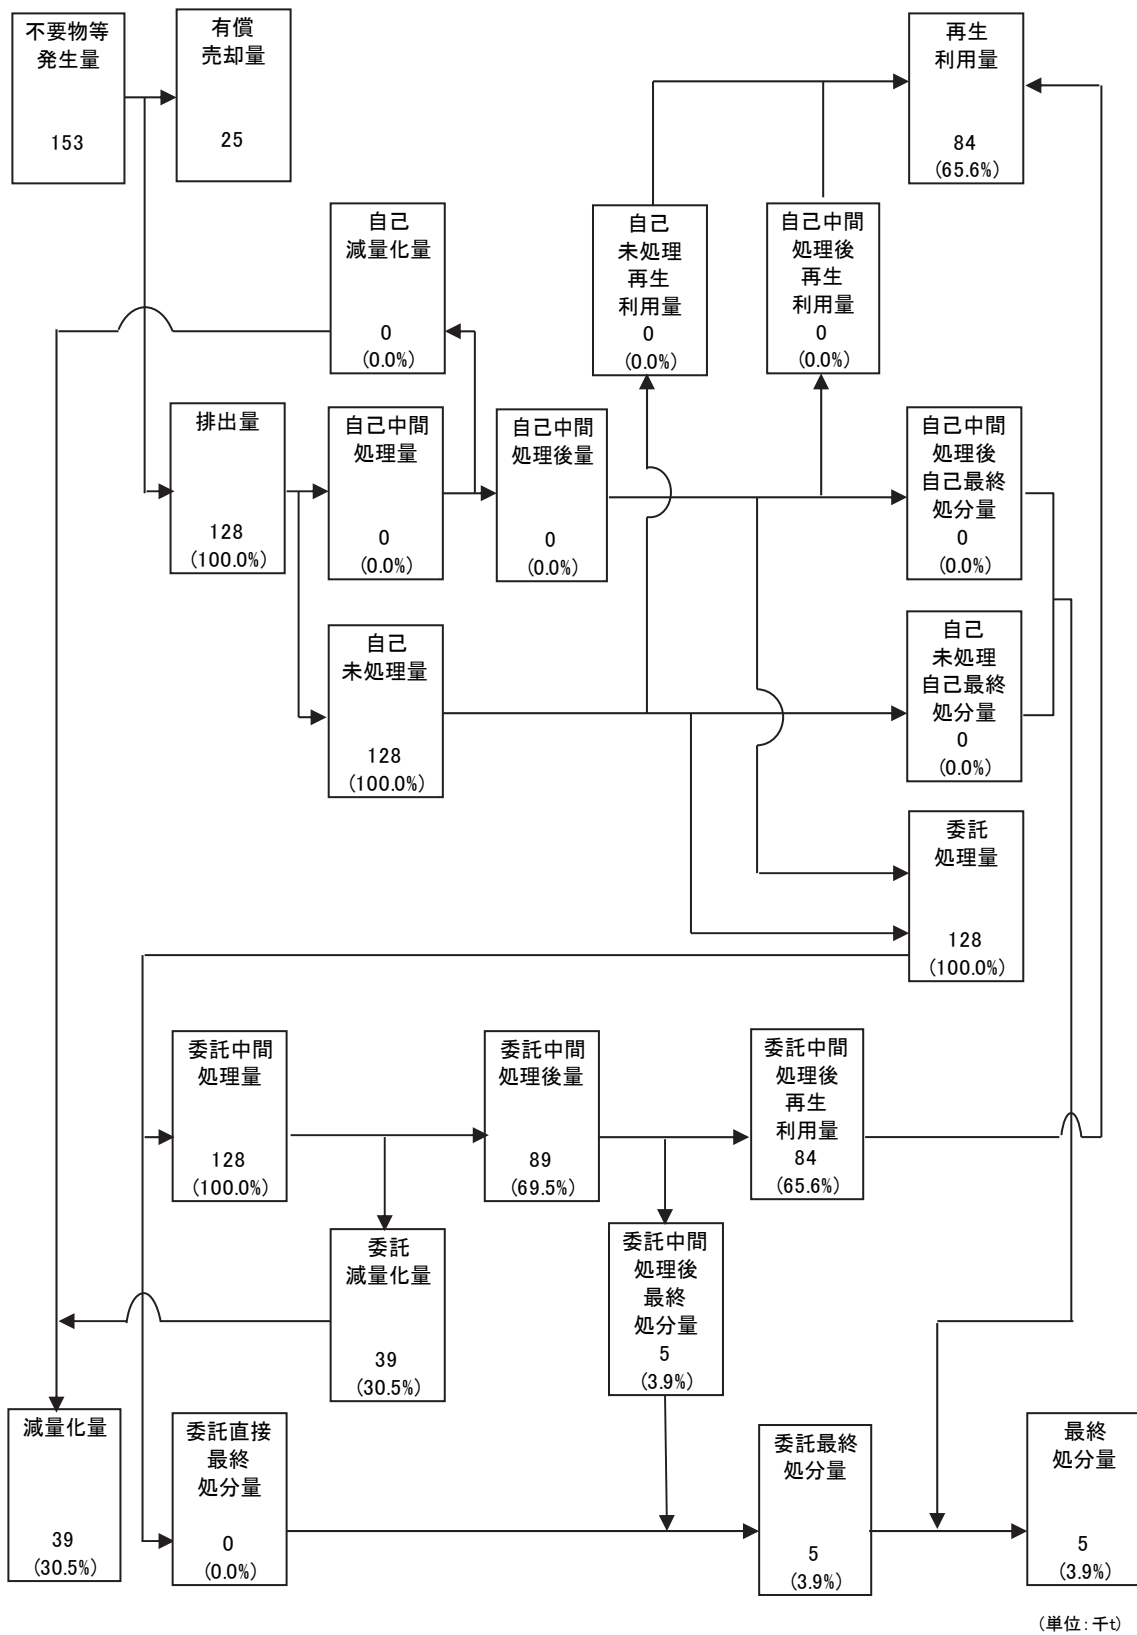 不要物等
発生量
153
有償
売却量
25
再生
利用量
84
(65.6%)
自己
減量化量
0
(0.0%)
自己
未処理
再生
利用量
0
(0.0%)
自己中間
処理後
再生
利用量
0
(0.0%)
排出量
128
(100.0%)
自己中間
処理量
0
(0.0%)
自己中間
処理後量
0
(0.0%)
自己中間
処理後
自己最終
処分量
0
(0.0%)
自己
未処理量
128
(100.0%)
自己
未処理
自己最終
処分量
0
(0.0%)
委託
処理量
128
(100.0%)
委託中間
処理量
128
(100.0%)
委託中間
処理後量
89
(69.5%)
委託中間
処理後
再生
利用量
84
(65.6%)
委託
減量化量
39
(30.5%)
委託中間
処理後
最終
処分量
5
(3.9%)
減量化量
39
(30.5%)
委託直接
最終
処分量
0
(0.0%)
委託最終
処分量
5
(3.9%)
最終
処分量
5
(3.9%)
(単位:千t)